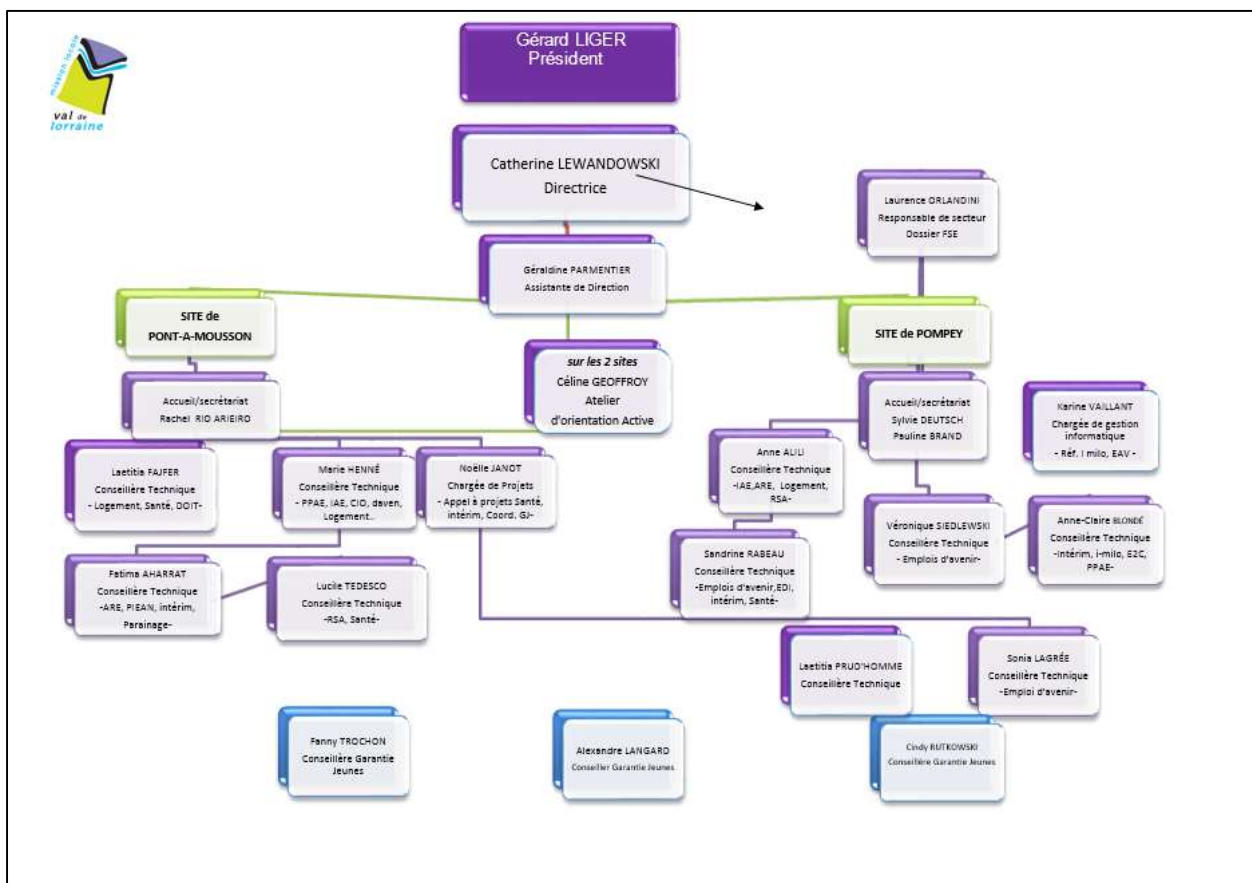 mission locale
val de
lorraine
Gérard LIGER
Président
Catherine LEWANDOWSKI
Directrice
Laurence ORLANDINI
Responsable de secteur
Dossier FSE
Géraldine PARMENTIER
Assistante de Direction
SITE de
PONT-A-MOUSSON
SITE de POMPEY
sur les 2 sites
Céline GEOFFROY
Atelier
d'orientation Active
Accueil/secrétariat
Rachel RIO ARIEIRO
Accueil/secrétariat
Sylvie DEUTSCH
Pauline BRAND
Karine VAILLANT
Chargée de gestion
informatique
- Réf. I milo, EAV -
Laetitia FAJFER
Conseillère Technique
- Logement, Santé, DOIT-
Marie HENNÉ
Conseillère Technique
- PPAE, IAE, CIO, daven,
Logement..
Noëlle JANOT
Chargée de Projets
- Appel à projets Santé,
intérim, Coord. GJ-
Anne ALILI
Conseillère Technique
-IAE,ARE, Logement,
RSA-
Véronique SIEDLEWSKI
Conseillère Technique
- Emplois d'avenir-
Anne-Claire BLONDÉ
Conseillère Technique
-Intérim, i-milo, E2C,
PPAE-
Fatima AHARRAT
Conseillère Technique
-ARE, PIEAN, intérim,
Parainage-
Lucile TEDESCO
Conseillère Technique
-RSA, Santé-
Sandrine RABEAU
Conseillère Technique
-Emplois d'avenir,EDI,
intérim, Santé-
Laetitia PRUD'HOMME
Conseillère Technique
Sonia LAGRÉE
Conseillère Technique
-Emploi d'avenir-
Fanny TROCHON
Conseillère Garantie
Jeunes
Alexandre LANGARD
Conseiller Garantie Jeunes
Cindy RUTKOWSKI
Conseillère Garantie Jeunes